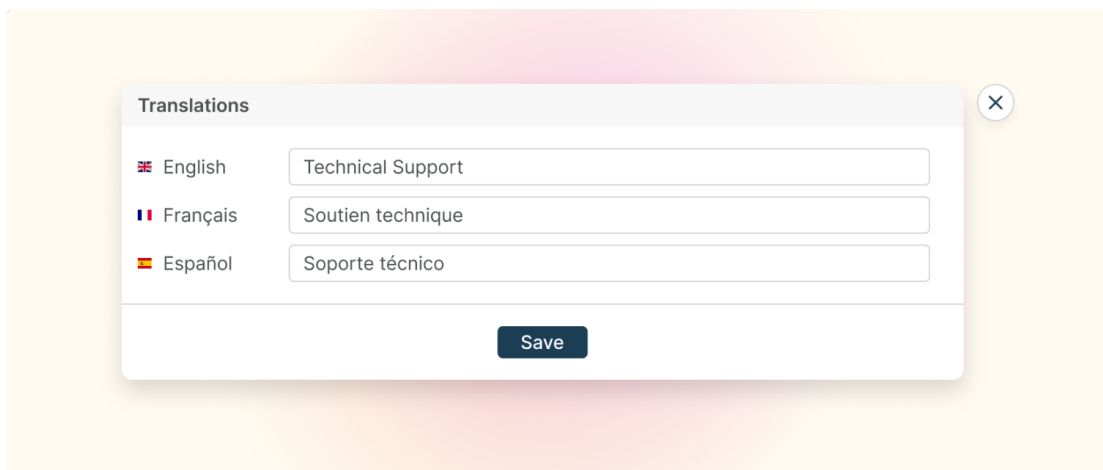 Translations
English Technical Support
Français Soutien technique
Español Soporte técnico
Save